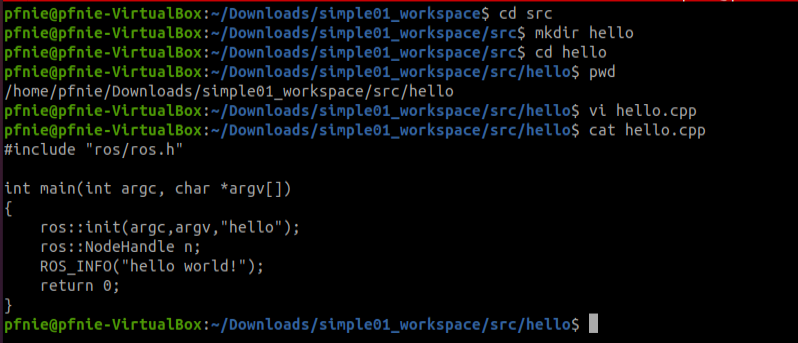 pfnie@pfnie-VirtualBox:~/Downloads/simple01_workspace$ cd src
pfnie@pfnie-VirtualBox:~/Downloads/simple01_workspace/src$ mkdir hello
pfnie@pfnie-VirtualBox:~/Downloads/simple01_workspace/src$ cd hello
pfnie@pfnie-VirtualBox:~/Downloads/simple01_workspace/src/hello$ pwd
/home/pfnie/Downloads/simple01_workspace/src/hello
pfnie@pfnie-VirtualBox:~/Downloads/simple01_workspace/src/hello$ vi hello.cpp
pfnie@pfnie-VirtualBox:~/Downloads/simple01_workspace/src/hello$ cat hello.cpp
#include "ros/ros.h"

int main(int argc, char *argv[])
{
    ros::init(argc,argv,"hello");
    ros::NodeHandle n;
    ROS_INFO("hello world!");
    return 0;
}
pfnie@pfnie-VirtualBox:~/Downloads/simple01_workspace/src/hello$